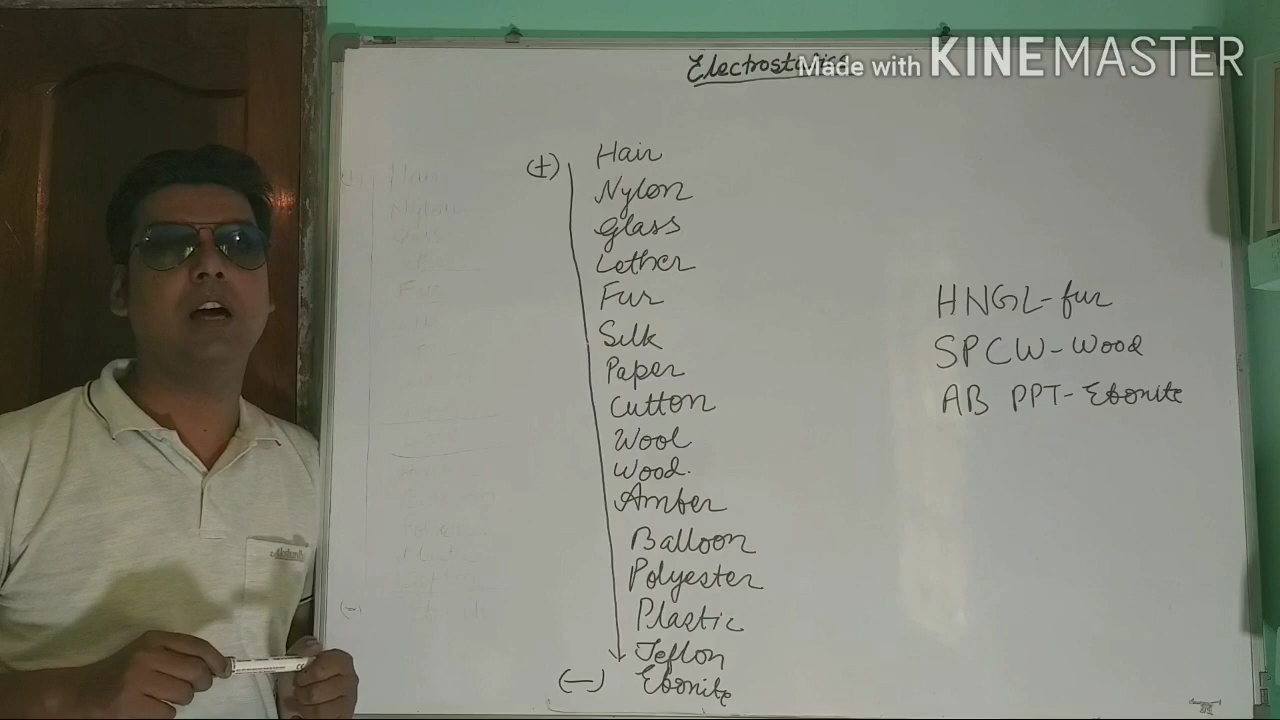 Electrostatics
Made with KINEMASTER
(+) Hair
Nylon
Glass
Lether
Fur
Silk
Paper
Cutton
Wool
Wood.
Amber
Balloon
Polyester
Plastic
Teflon
(-) Ebonite
HNGL-fur
SPCW-Wood
AB PPT-Ebonite